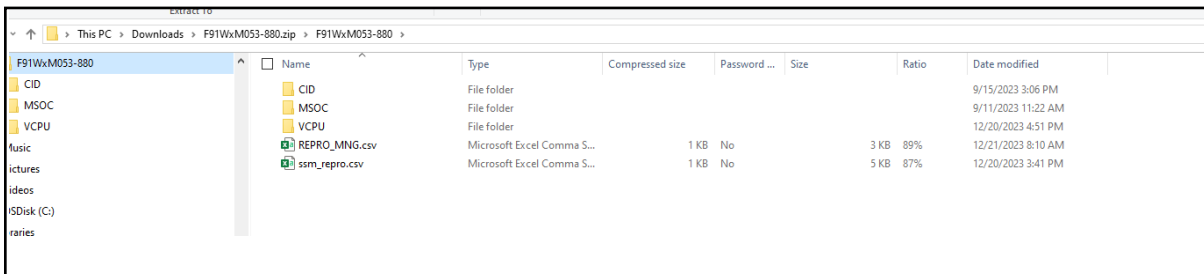 Extract To
This PC > Downloads > F91WxM053-880.zip > F91WxM053-880 >
F91WxM053-880
CID
MSOC
VCPU
Music
ictures
ideos
SDisk (C:)
raries
Name Type Compressed size Password ... Size Ratio Date modified
CID File folder 9/15/2023 3:06 PM
MSOC File folder 9/11/2023 11:22 AM
VCPU File folder 12/20/2023 4:51 PM
REPRO_MNG.csv Microsoft Excel Comma S... 1 KB No 3 KB 89% 12/21/2023 8:10 AM
ssm_repro.csv Microsoft Excel Comma S... 1 KB No 5 KB 87% 12/20/2023 3:41 PM